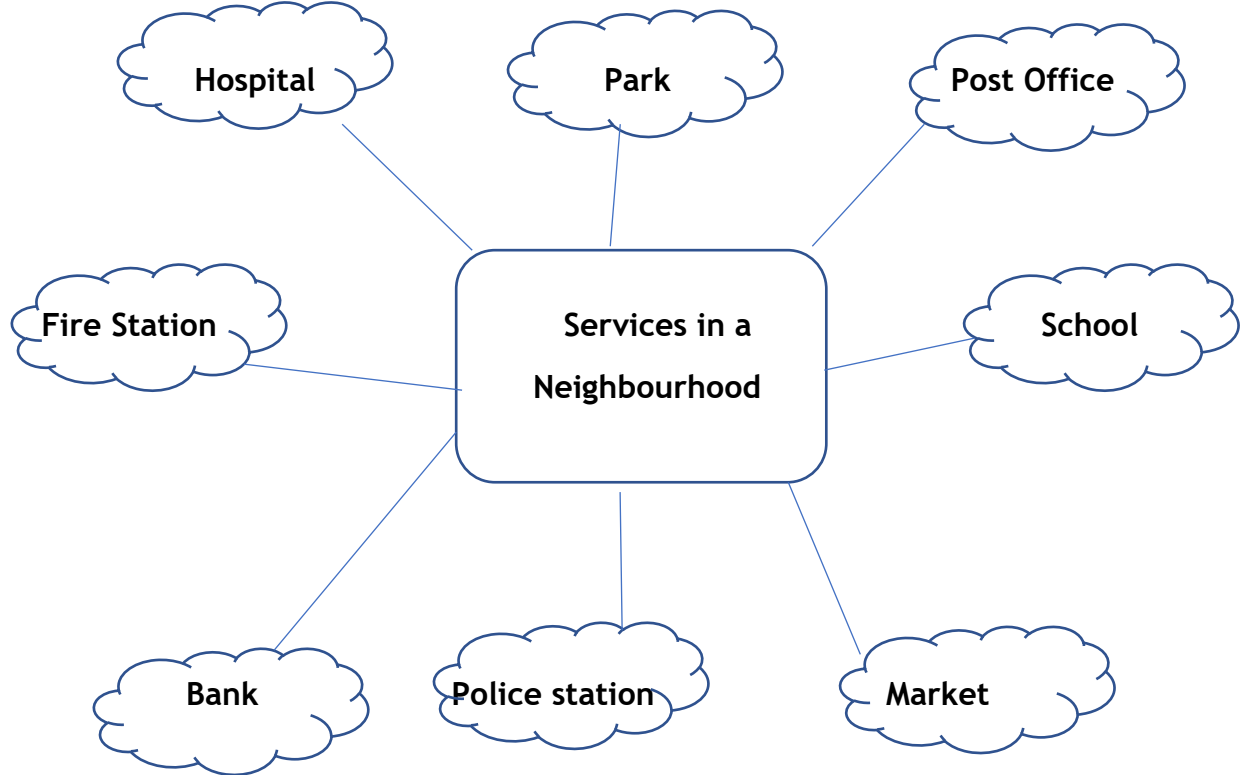 Hospital
Park
Post Office
Fire Station
Services in a
Neighbourhood
School
Bank
Police station
Market